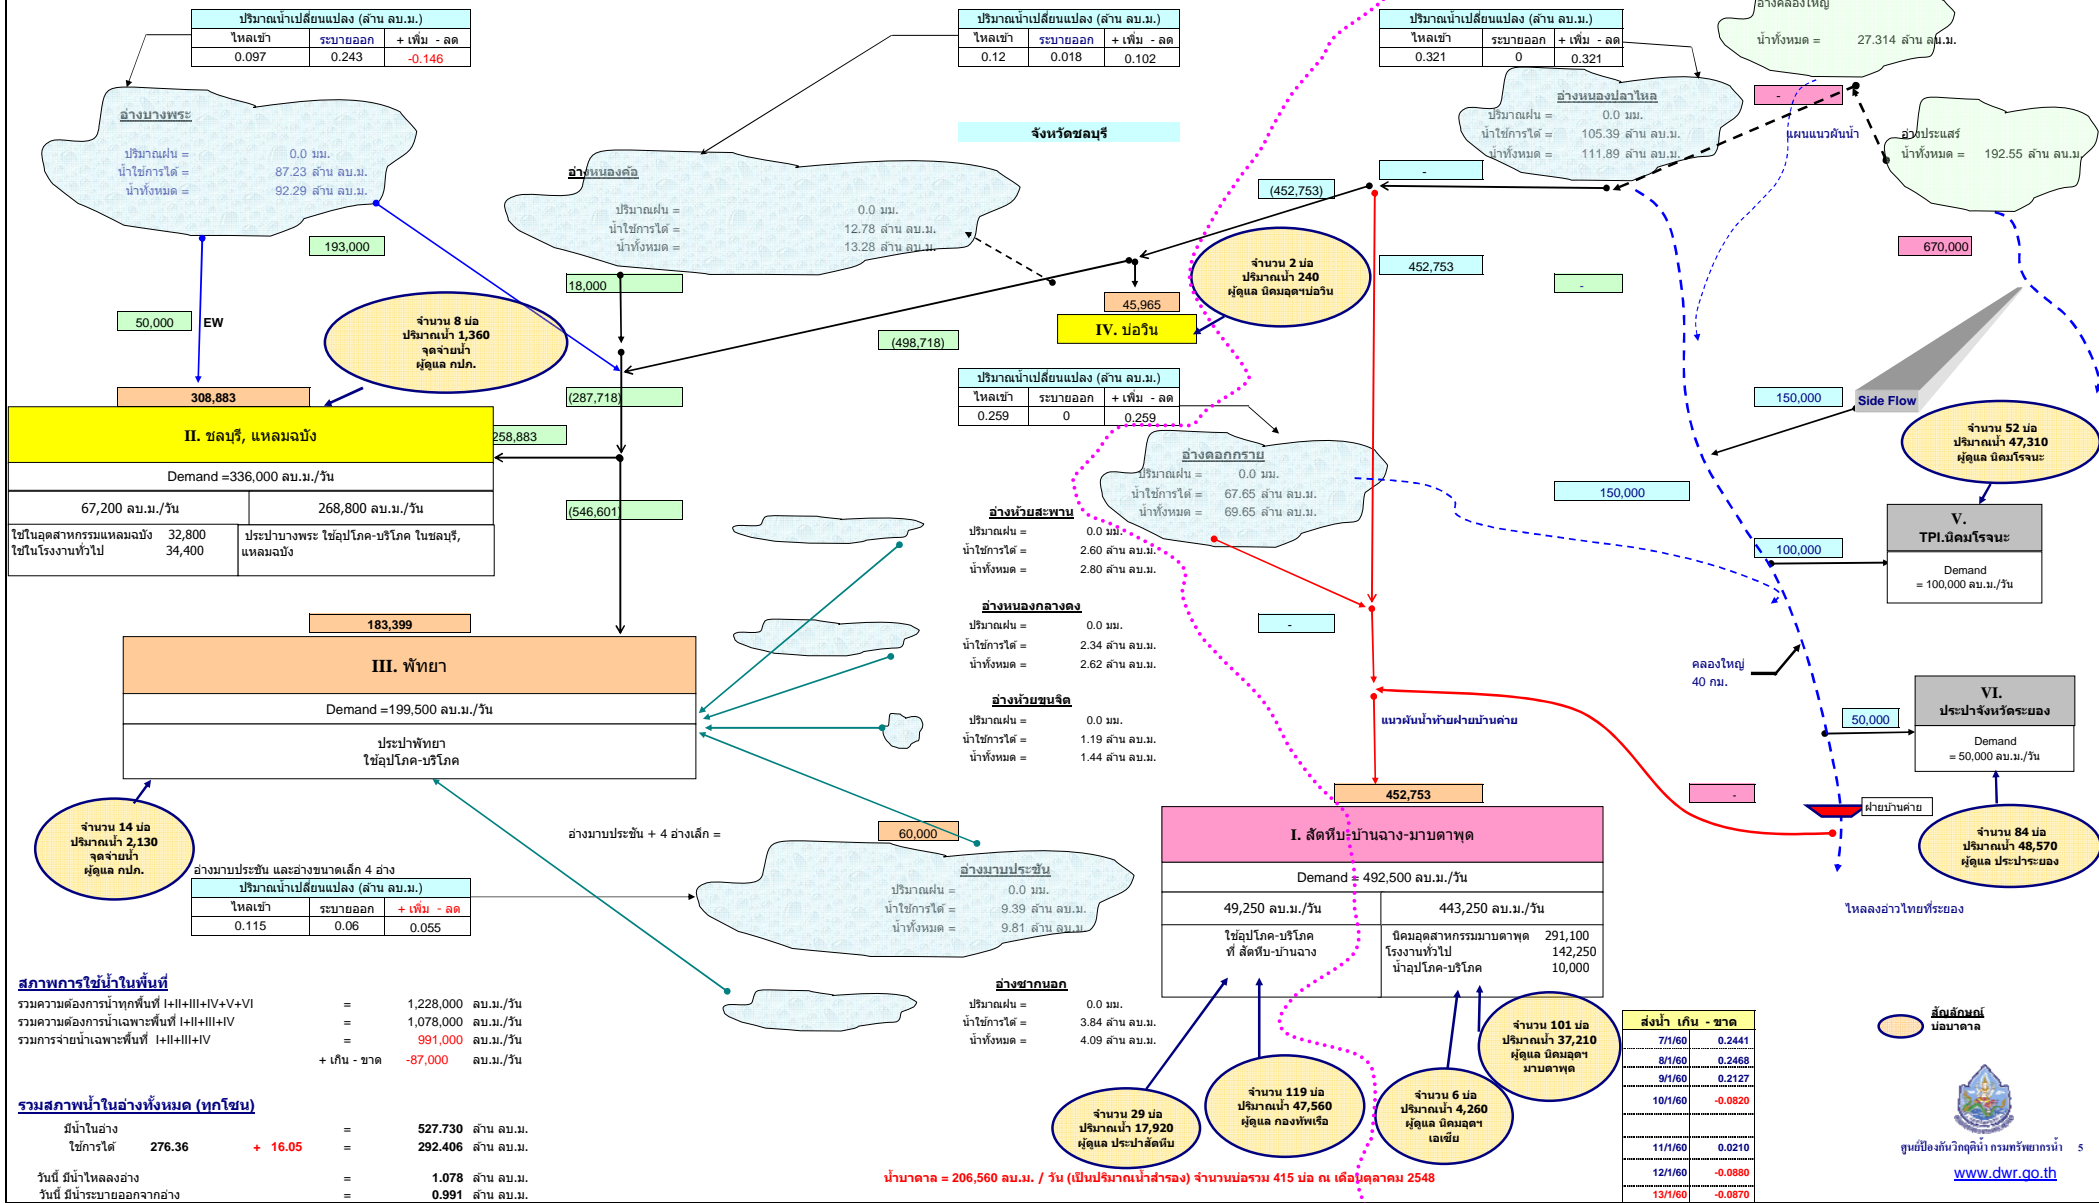 ปริมาณน้ำเปลี่ยนแปลง (ล้าน ลบ.ม.)
ไหลเข้า ระบายออก + เพิ่ม - ลด
0.097 0.243 -0.146
ปริมาณน้ำเปลี่ยนแปลง (ล้าน ลบ.ม.)
ไหลเข้า ระบายออก + เพิ่ม - ลด
0.12 0.018 0.102
ปริมาณน้ำเปลี่ยนแปลง (ล้าน ลบ.ม.)
ไหลเข้า ระบายออก + เพิ่ม - ลด
0.321 0 0.321
อ่างคลองใหญ่
น้ำทั้งหมด = 27.314 ล้าน ลบ.ม.
อ่างบางพระ
ปริมาณฝน = 0.0 มม.
น้ำใช้การได้ = 87.23 ล้าน ลบ.ม.
น้ำทั้งหมด = 92.29 ล้าน ลบ.ม.
อ่างหนองค้อ
ปริมาณฝน = 0.0 มม.
น้ำใช้การได้ = 12.78 ล้าน ลบ.ม.
น้ำทั้งหมด = 13.28 ล้าน ลบ.ม.
จังหวัดชลบุรี
อ่างหนองปลาไหล
ปริมาณฝน = 0.0 มม.
น้ำใช้การได้ = 105.39 ล้าน ลบ.ม.
น้ำทั้งหมด = 111.89 ล้าน ลบ.ม.
-
แผนแนวผันน้ำ
อ่างประแสร์
น้ำทั้งหมด = 192.55 ล้าน ลบ.ม.
-
(452,753)
193,000
18,000
452,753
-
670,000
50,000 EW
จำนวน 8 บ่อ
ปริมาณน้ำ 1,360
จุดจ่ายน้ำ
ผู้ดูแล กปภ.
จำนวน 2 บ่อ
ปริมาณน้ำ 240
ผู้ดูแล นิคมอุตฯบ่อวิน
45,965
IV. บ่อวิน
(498,718)
ปริมาณน้ำเปลี่ยนแปลง (ล้าน ลบ.ม.)
ไหลเข้า ระบายออก + เพิ่ม - ลด
0.259 0 0.259
308,883
(287,718)
258,883
II. ชลบุรี, แหลมฉบัง
Demand =336,000 ลบ.ม./วัน
67,200 ลบ.ม./วัน 268,800 ลบ.ม./วัน
ใช้ในอุตสาหกรรมแหลมฉบัง 32,800
ใช้ในโรงงานทั่วไป 34,400
ประปาบางพระ ใช้อุปโภค-บริโภค ในชลบุรี,
แหลมฉบัง
(546,601)
อ่างดอกกราย
ปริมาณฝน = 0.0 มม.
น้ำใช้การได้ = 67.65 ล้าน ลบ.ม.
น้ำทั้งหมด = 69.65 ล้าน ลบ.ม.
150,000
Side Flow
จำนวน 52 บ่อ
ปริมาณน้ำ 47,310
ผู้ดูแล นิคมโรจนะ
150,000
100,000
V.
TPI.นิคมโรจนะ
Demand
= 100,000 ลบ.ม./วัน
อ่างห้วยสะพาน
ปริมาณฝน = 0.0 มม.
น้ำใช้การได้ = 2.60 ล้าน ลบ.ม.
น้ำทั้งหมด = 2.80 ล้าน ลบ.ม.
อ่างหนองกลางดง
ปริมาณฝน = 0.0 มม.
น้ำใช้การได้ = 2.34 ล้าน ลบ.ม.
น้ำทั้งหมด = 2.62 ล้าน ลบ.ม.
อ่างห้วยขุนจิต
ปริมาณฝน = 0.0 มม.
น้ำใช้การได้ = 1.19 ล้าน ลบ.ม.
น้ำทั้งหมด = 1.44 ล้าน ลบ.ม.
-
183,399
III. พัทยา
Demand =199,500 ลบ.ม./วัน
ประปาพัทยา
ใช้อุปโภค-บริโภค
คลองใหญ่
40 กม.
แนวผันน้ำท้ายฝายบ้านค่าย
50,000
VI.
ประปาจังหวัดระยอง
Demand
= 50,000 ลบ.ม./วัน
452,753
-
ฝายบ้านค่าย
จำนวน 14 บ่อ
ปริมาณน้ำ 2,130
จุดจ่ายน้ำ
ผู้ดูแล กปภ.
อ่างมาบประชัน + 4 อ่างเล็ก = 60,000
จำนวน 84 บ่อ
ปริมาณน้ำ 48,570
ผู้ดูแล ประปาระยอง
อ่างมาบประชัน และอ่างขนาดเล็ก 4 อ่าง
ปริมาณน้ำเปลี่ยนแปลง (ล้าน ลบ.ม.)
ไหลเข้า ระบายออก + เพิ่ม - ลด
0.115 0.06 0.055
อ่างมาบประชัน
ปริมาณฝน = 0.0 มม.
น้ำใช้การได้ = 9.39 ล้าน ลบ.ม.
น้ำทั้งหมด = 9.81 ล้าน ลบ.ม.
I. สัตหีบ-บ้านฉาง-มาบตาพุด
Demand = 492,500 ลบ.ม./วัน
49,250 ลบ.ม./วัน 443,250 ลบ.ม./วัน
ใช้อุปโภค-บริโภค
ที่ สัตหีบ-บ้านฉาง
นิคมอุตสาหกรรมมาบตาพุด 291,100
โรงงานทั่วไป 142,250
น้ำอุปโภค-บริโภค 10,000
ไหลลงอ่าวไทยที่ระยอง
อ่างซากนอก
ปริมาณฝน = 0.0 มม.
น้ำใช้การได้ = 3.84 ล้าน ลบ.ม.
น้ำทั้งหมด = 4.09 ล้าน ลบ.ม.
สภาพการใช้น้ำในพื้นที่
รวมความต้องการน้ำทุกพื้นที่ I+II+III+IV+V+VI = 1,228,000 ลบ.ม./วัน
รวมความต้องการน้ำเฉพาะพื้นที่ I+II+III+IV = 1,078,000 ลบ.ม./วัน
รวมการจ่ายน้ำเฉพาะพื้นที่ I+II+III+IV = 991,000 ลบ.ม./วัน
+ เกิน - ขาด -87,000 ลบ.ม./วัน
รวมสภาพน้ำในอ่างทั้งหมด (ทุกโซน)
มีน้ำในอ่าง = 527.730 ล้าน ลบ.ม.
ใช้การได้ 276.36 + 16.05 = 292.406 ล้าน ลบ.ม.
วันนี้ มีน้ำไหลลงอ่าง = 1.078 ล้าน ลบ.ม.
วันนี้ มีน้ำระบายออกจากอ่าง = 0.991 ล้าน ลบ.ม.
จำนวน 29 บ่อ
ปริมาณน้ำ 17,920
ผู้ดูแล ประปาสัตหีบ
จำนวน 119 บ่อ
ปริมาณน้ำ 47,560
ผู้ดูแล กองทัพเรือ
จำนวน 6 บ่อ
ปริมาณน้ำ 4,260
ผู้ดูแล นิคมอุตฯ
เอเซีย
จำนวน 101 บ่อ
ปริมาณน้ำ 37,210
ผู้ดูแล นิคมอุตฯ
มาบตาพุด
ส่งน้ำ เกิน - ขาด
7/1/60 0.2441
8/1/60 0.2468
9/1/60 0.2127
10/1/60 -0.0820
11/1/60 0.0210
12/1/60 -0.0880
13/1/60 -0.0870
สัญลักษณ์
บ่อบาดาล
น้ำบาดาล = 206,560 ลบ.ม. / วัน (เป็นปริมาณน้ำสำรอง) จำนวนบ่อรวม 415 บ่อ ณ เดือนตุลาคม 2548
ศูนย์ป้องกันวิกฤติน้ำ กรมทรัพยากรน้ำ 5
www.dwr.go.th